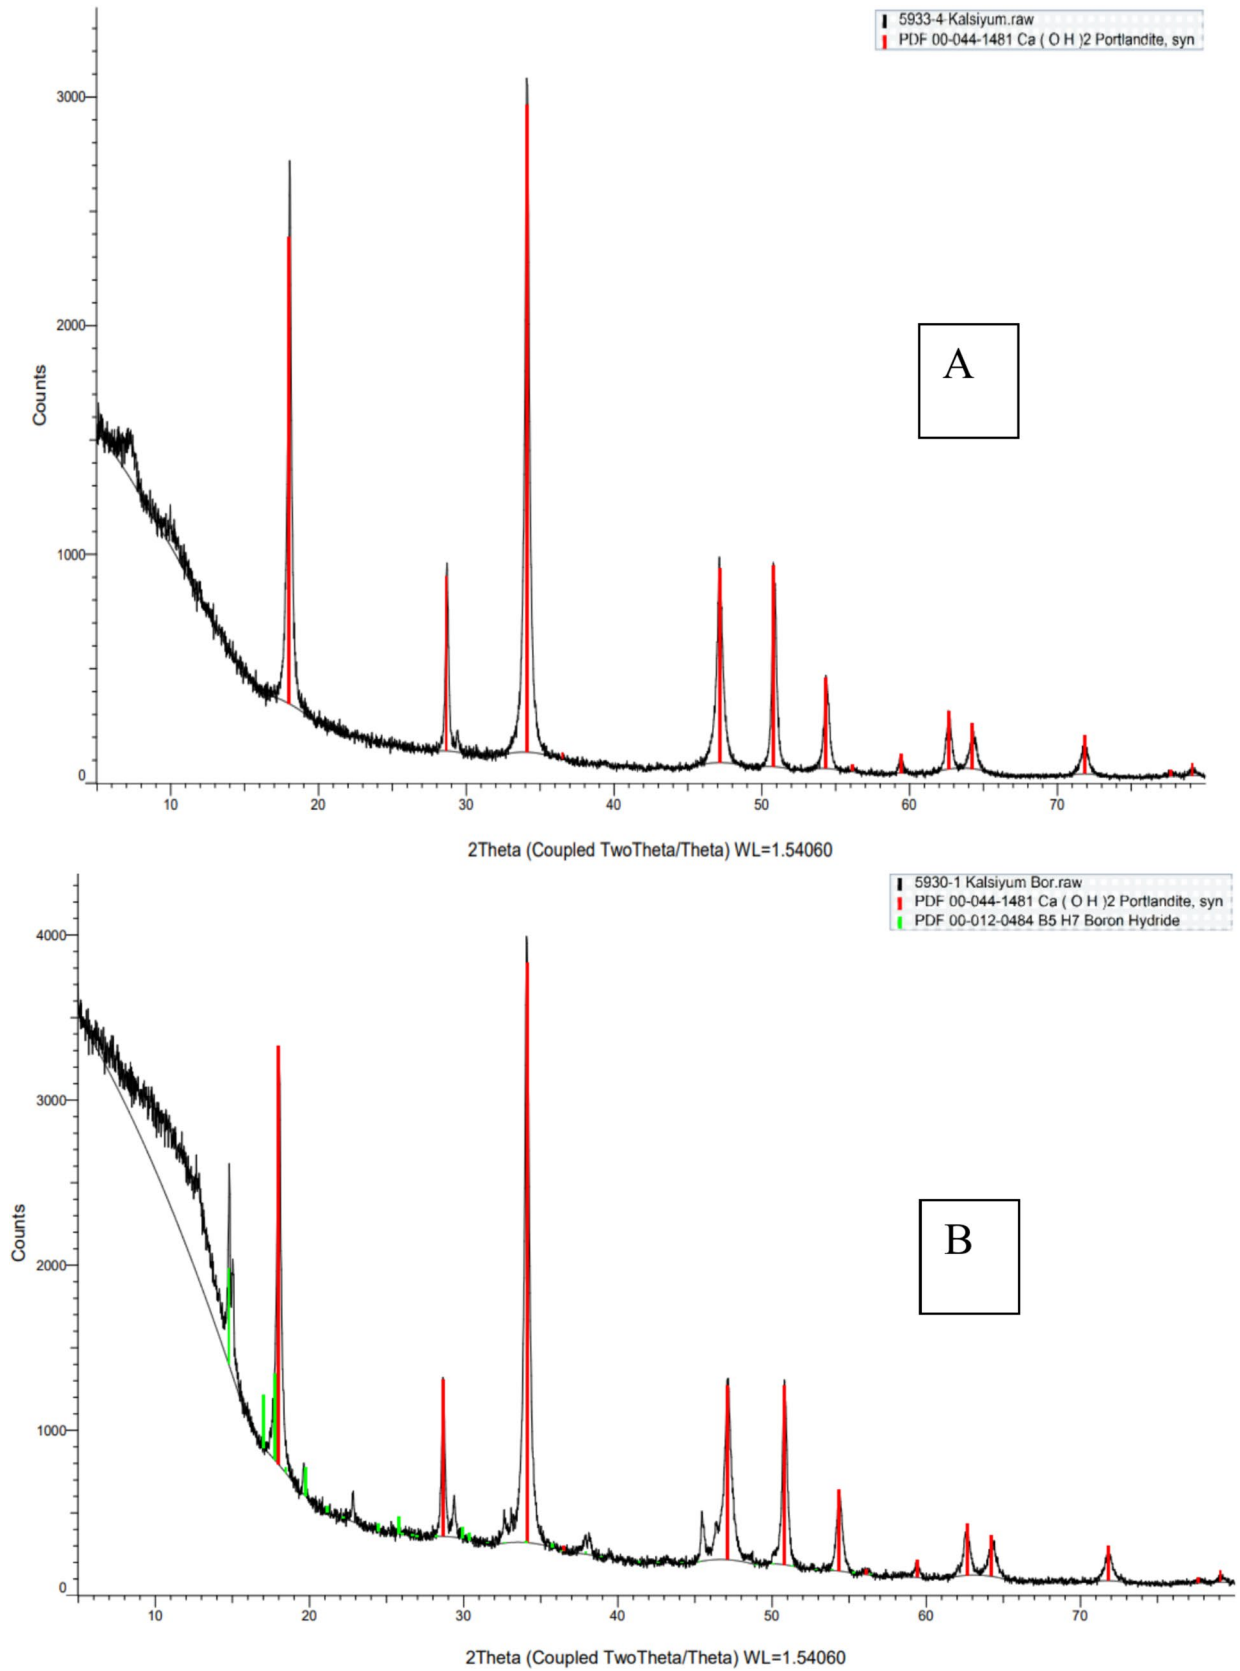 5933-4 Kalsiyum.raw
PDF 00-044-1481 Ca ( O H )2 Portlandite, syn
3000
2000
1000
0
Counts
A
10 20 30 40 50 60 70
2Theta (Coupled TwoTheta/Theta) WL=1.54060
5930-1 Kalsiyum Bor.raw
PDF 00-044-1481 Ca ( O H )2 Portlandite, syn
PDF 00-012-0484 B5 H7 Boron Hydride
4000
3000
2000
1000
0
Counts
B
10 20 30 40 50 60 70
2Theta (Coupled TwoTheta/Theta) WL=1.54060